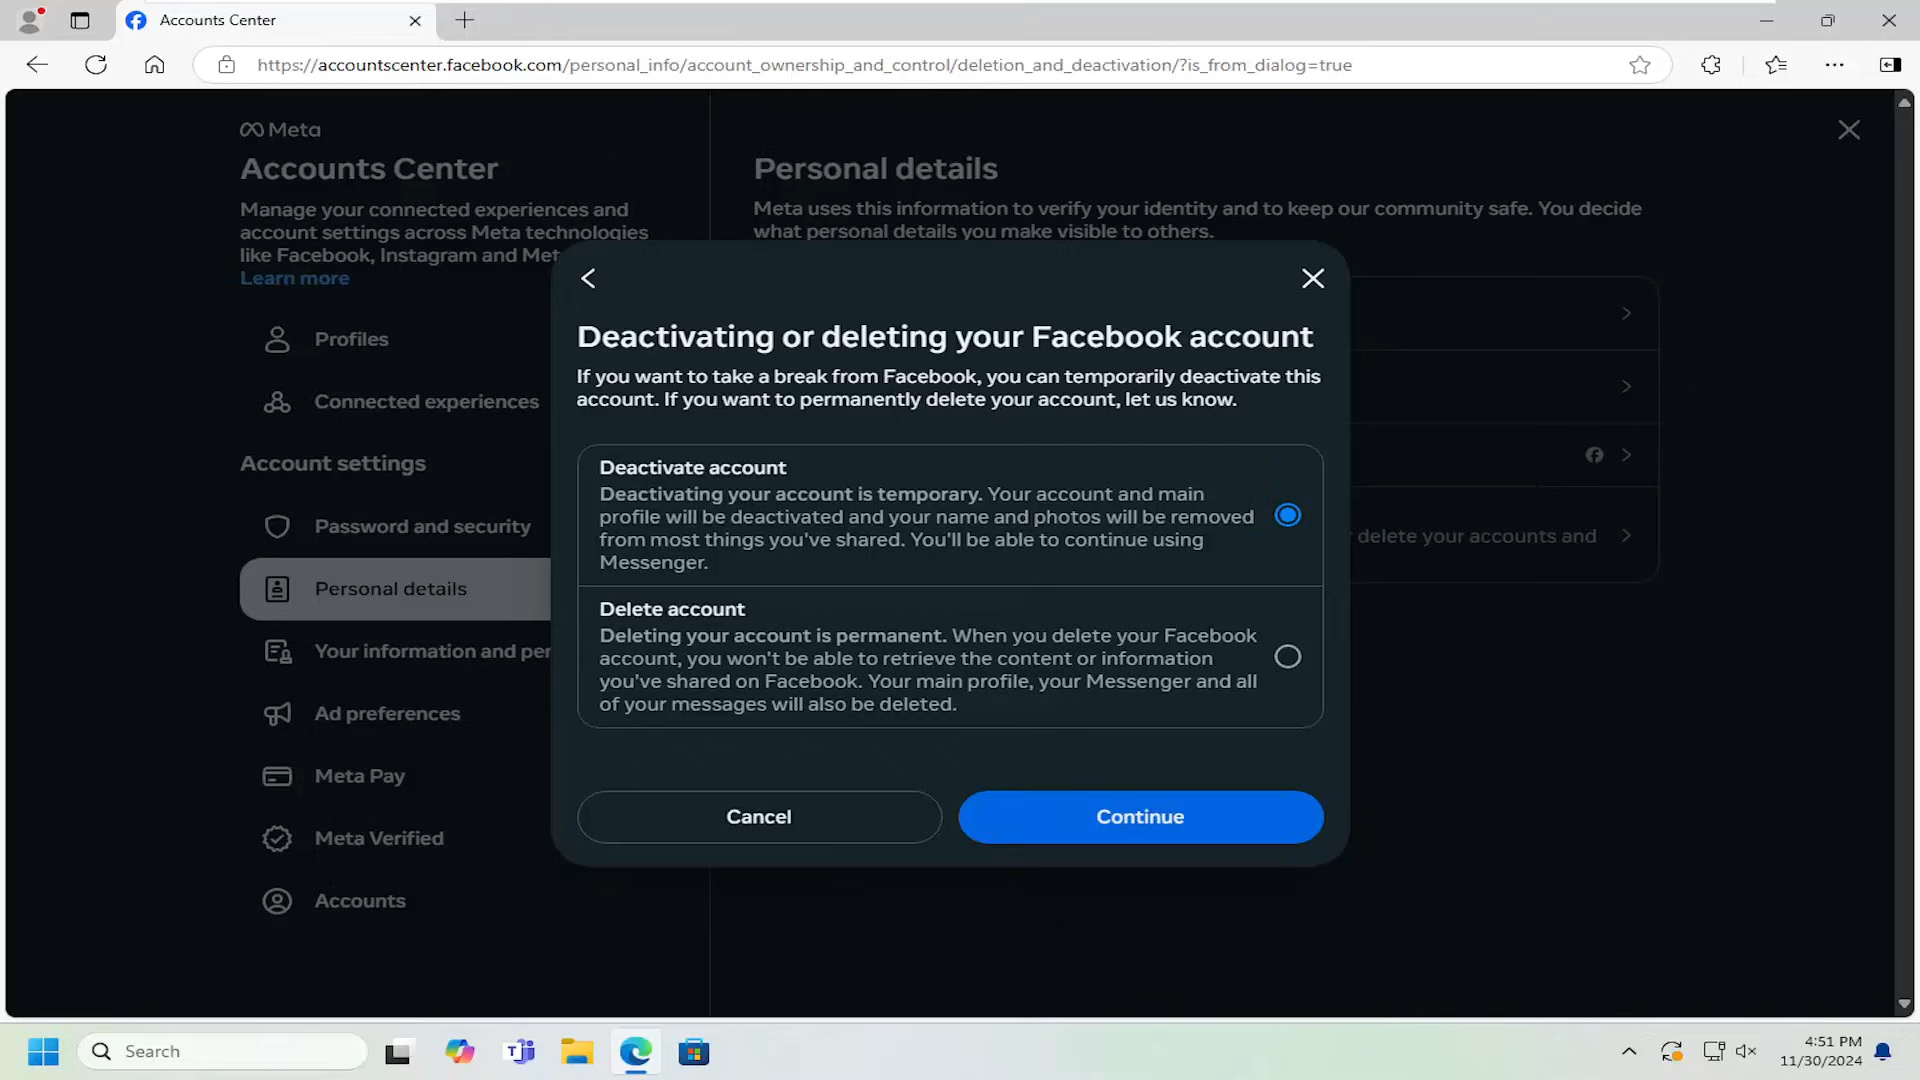 Accounts Center
https://accountscenter.facebook.com/personal_info/account_ownership_and_control/deletion_and_deactivation/?is_from_dialog=true
Meta
Accounts Center
Manage your connected experiences and
account settings across Meta technologies
like Facebook, Instagram and Met
Learn more
Profiles
Connected experiences
Account settings
Password and security
Personal details
Your information and per
Ad preferences
Meta Pay
Meta Verified
Accounts
Personal details
Meta uses this information to verify your identity and to keep our community safe. You decide
what personal details you make visible to others.
delete your accounts and
Deactivating or deleting your Facebook account
If you want to take a break from Facebook, you can temporarily deactivate this
account. If you want to permanently delete your account, let us know.
Deactivate account
Deactivating your account is temporary. Your account and main
profile will be deactivated and your name and photos will be removed
from most things you've shared. You'll be able to continue using
Messenger.
Delete account
Deleting your account is permanent. When you delete your Facebook
account, you won't be able to retrieve the content or information
you've shared on Facebook. Your main profile, your Messenger and all
of your messages will also be deleted.
Cancel
Continue
Search
4:51 PM
11/30/2024